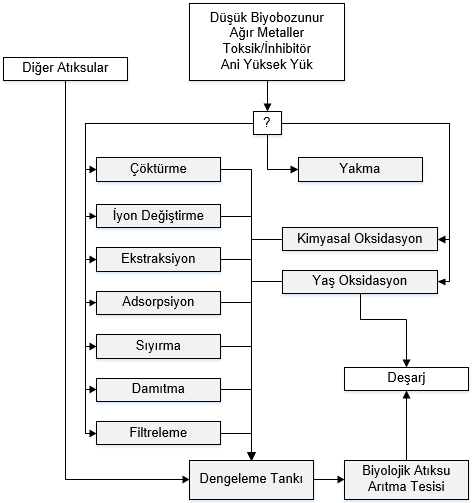 Düşük Biyobozunur
Ağır Metaller
Toksik/İnhibitör
Ani Yüksek Yük
Diğer Atıksular
?
Çöktürme
Yakma
İyon Değiştirme
Kimyasal Oksidasyon
Ekstraksiyon
Yaş Oksidasyon
Adsorpsiyon
Sıyırma
Deşarj
Damıtma
Filtreleme
Dengeleme Tankı
Biyolojik Atıksu
Arıtma Tesisi